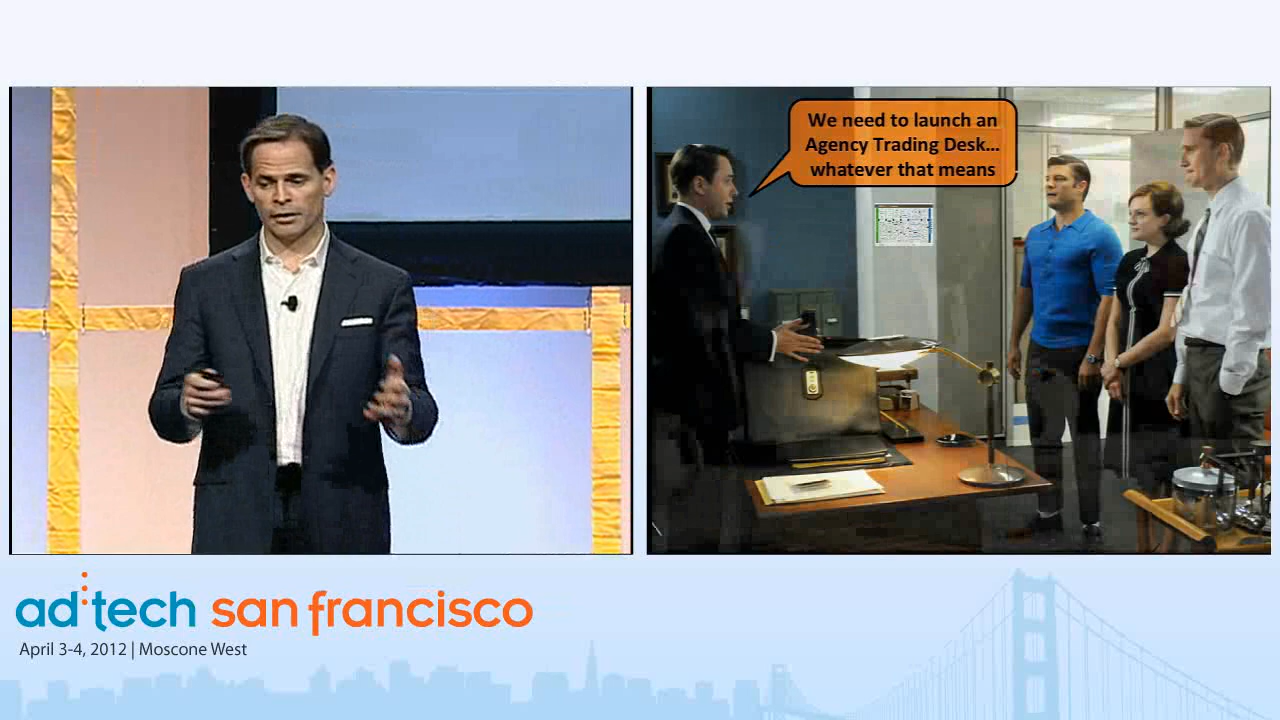 We need to launch an
Agency Trading Desk...
whatever that means
ad:tech san francisco
April 3-4, 2012 | Moscone West